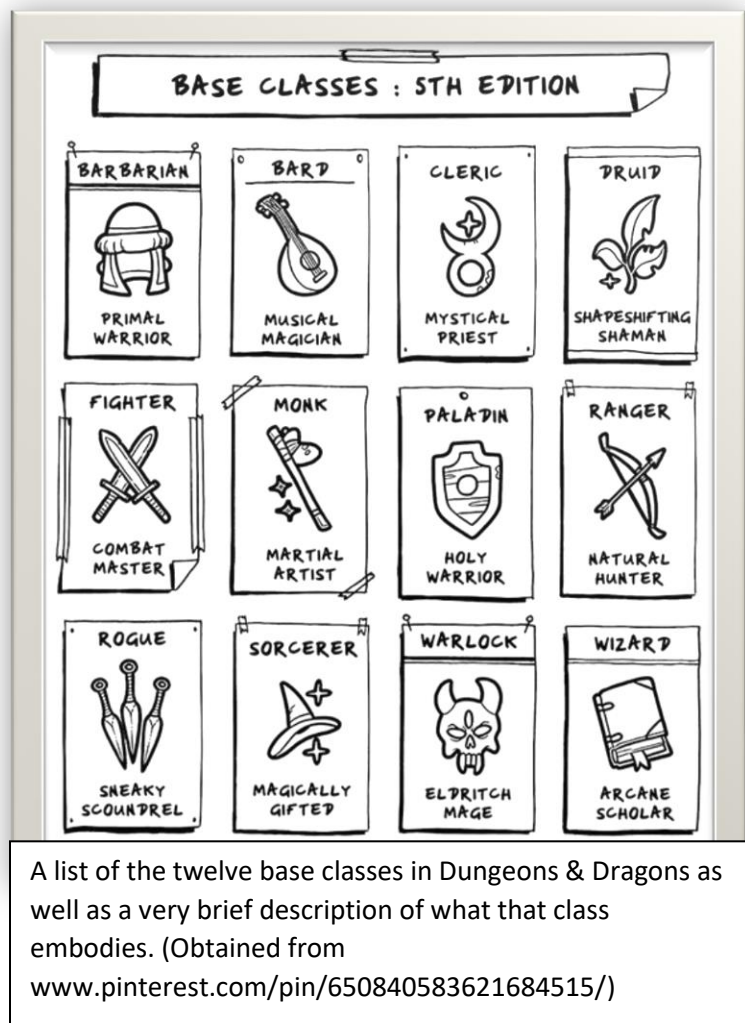 BASE CLASSES : 5TH EDITION
BARBARIAN
PRIMAL
WARRIOR
BARD
MUSICAL
MAGICIAN
CLERIC
MYSTICAL
PRIEST
DRUID
SHAPESHIFTING
SHAMAN
FIGHTER
COMBAT
MASTER
MONK
MARTIAL
ARTIST
PALADIN
HOLY
WARRIOR
RANGER
NATURAL
HUNTER
ROGUE
SNEAKY
SCOUNDREL
SORCERER
MAGICALLY
GIFTED
WARLOCK
ELDRITCH
MAGE
WIZARD
ARCANE
SCHOLAR
A list of the twelve base classes in Dungeons & Dragons as
well as a very brief description of what that class
embodies. (Obtained from
www.pinterest.com/pin/650840583621684515/)